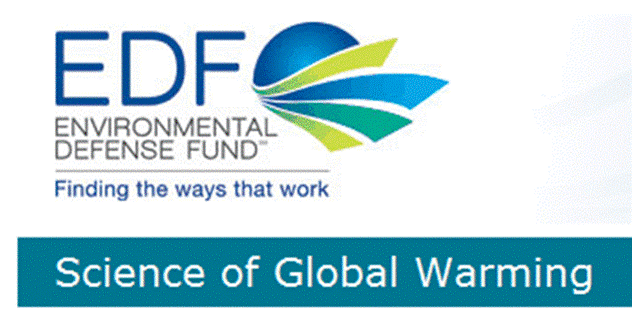 EDF
ENVIRONMENTAL
DEFENSE FUND™
Finding the ways that work
Science of Global Warming